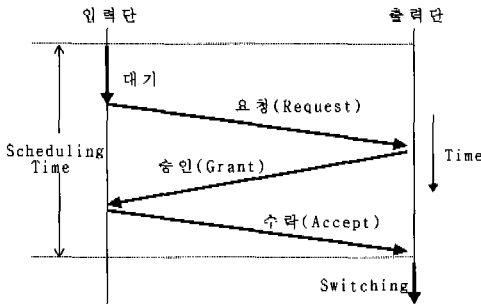 입력단 출력단
대기
요청(Request)
Scheduling
Time
승인(Grant)
Time
수락(Accept)
Switching